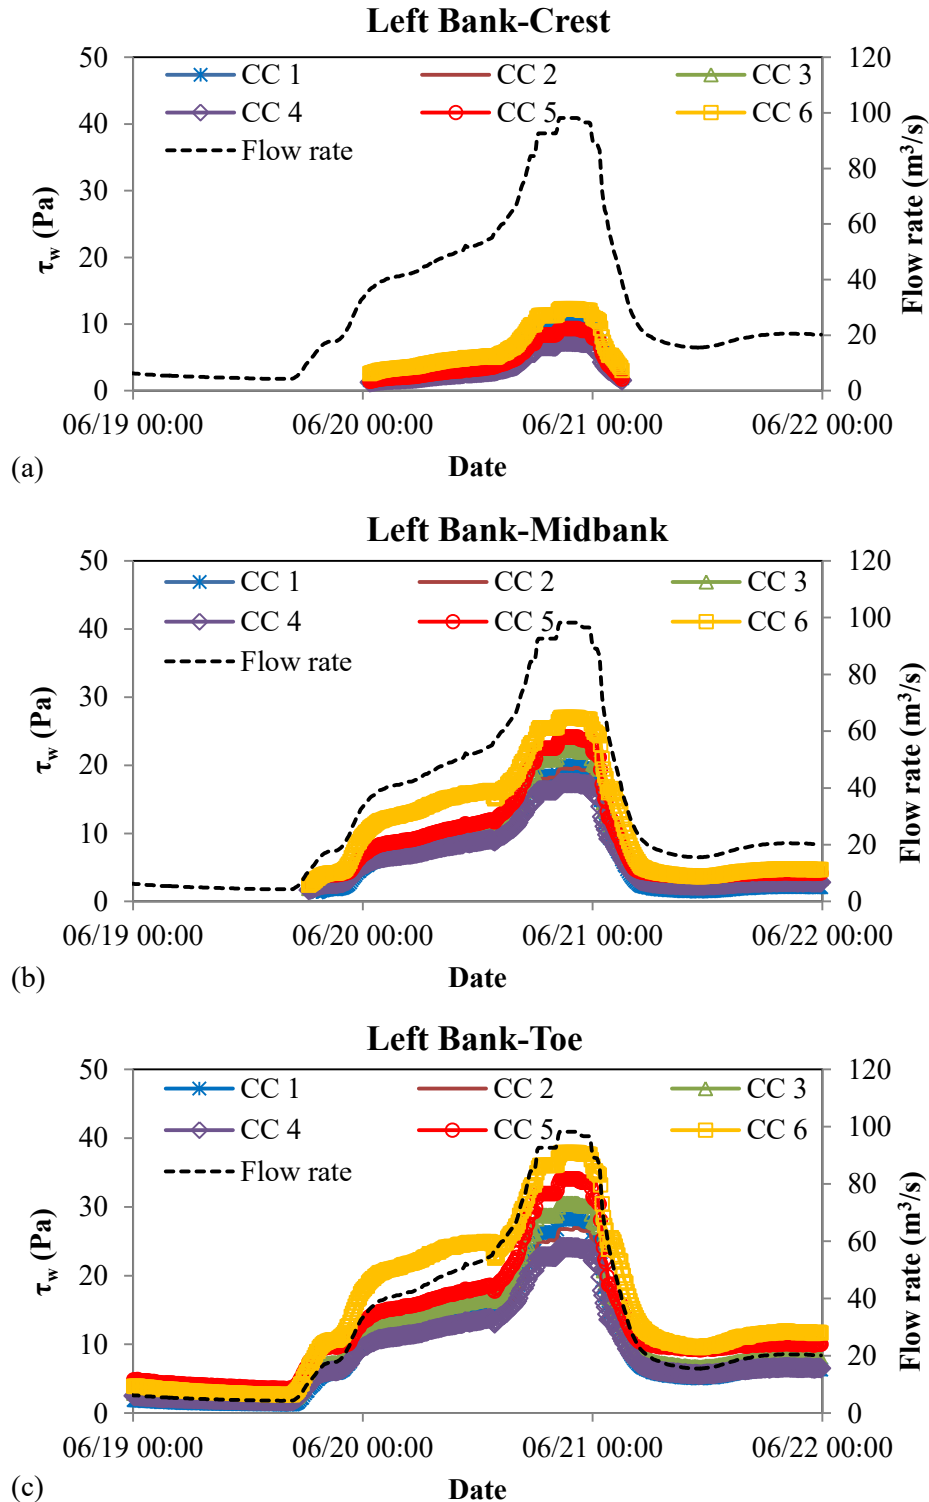 Left Bank-Crest
50 120
CC 1 CC 2 CC 3
CC 4 CC 5 CC 6
Flow rate
40 100
30 80
20 60
10 40
0 20
0
τw (Pa)
Flow rate (m³/s)
06/19 00:00 06/20 00:00 06/21 00:00 06/22 00:00
(a) Date
Left Bank-Midbank
50 120
CC 1 CC 2 CC 3
CC 4 CC 5 CC 6
Flow rate
40 100
30 80
20 60
10 40
0 20
0
τw (Pa)
Flow rate (m³/s)
06/19 00:00 06/20 00:00 06/21 00:00 06/22 00:00
(b) Date
Left Bank-Toe
50 120
CC 1 CC 2 CC 3
CC 4 CC 5 CC 6
Flow rate
40 100
30 80
20 60
10 40
0 20
0
τw (Pa)
Flow rate (m³/s)
06/19 00:00 06/20 00:00 06/21 00:00 06/22 00:00
(c) Date